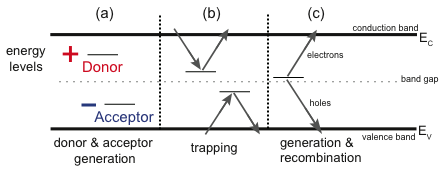 (a)
(b)
(c)
conduction band
E_C
energy
levels
+
Donor
electrons
band gap
− Acceptor
holes
valence band
E_V
donor & acceptor
generation
trapping
generation &
recombination